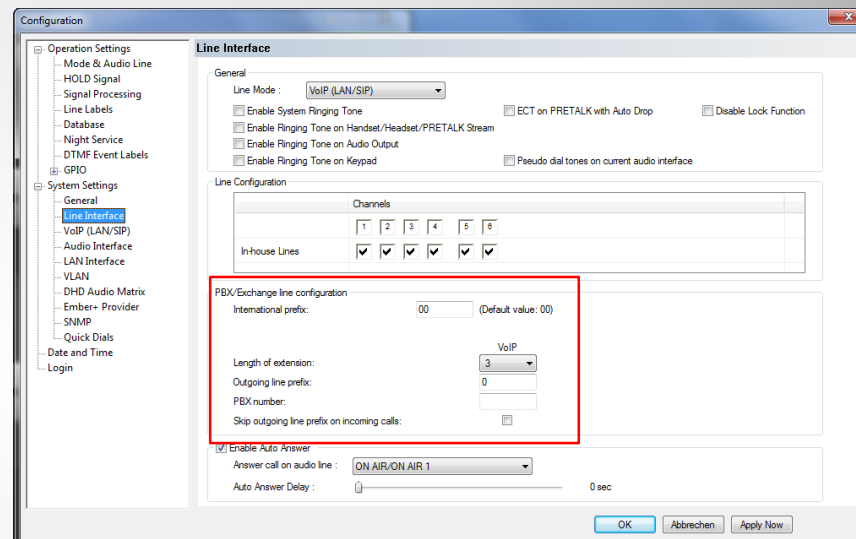 Configuration
Operation Settings
Mode & Audio Line
HOLD Signal
Signal Processing
Line Labels
Database
Night Service
DTMF Event Labels
GPIO
System Settings
General
Line Interface
VoIP (LAN/SIP)
Audio Interface
LAN Interface
VLAN
DHD Audio Matrix
Ember+ Provider
SNMP
Quick Dials
Date and Time
Login
Line Interface
General
Line Mode : VoIP (LAN/SIP)
Enable System Ringing Tone ECT on PRETALK with Auto Drop Disable Lock Function
Enable Ringing Tone on Handset/Headset/PRETALK Stream
Enable Ringing Tone on Audio Output
Enable Ringing Tone on Keypad Pseudo dial tones on current audio interface
Line Configuration
Channels
1 2 3 4 5 6
In-house Lines
PBX/Exchange line configuration
International prefix: 00 (Default value: 00)
VoIP
Length of extension: 3
Outgoing line prefix: 0
PBX number:
Skip outgoing line prefix on incoming calls:
Enable Auto Answer
Answer call on audio line : ON AIR/ON AIR 1
Auto Answer Delay : 0 sec
OK Abbrechen Apply Now